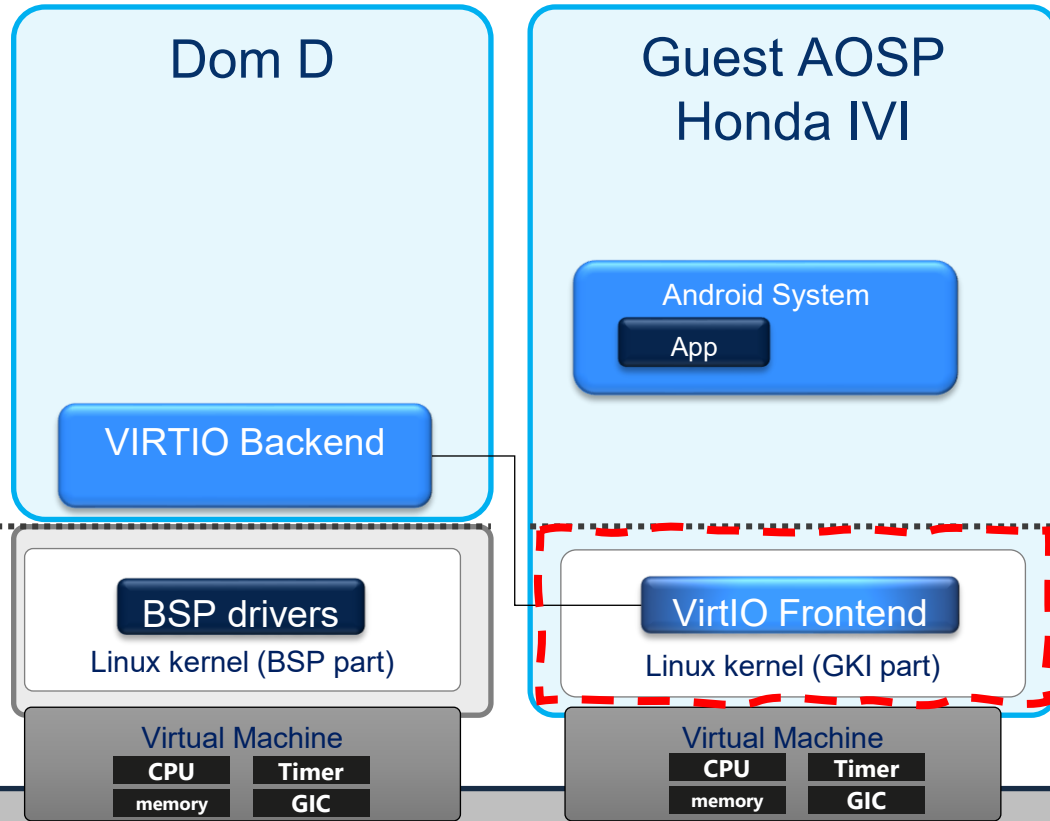 Dom D
VIRTIO Backend
BSP drivers
Linux kernel (BSP part)
Virtual Machine
CPU
Timer
memory
GIC
Guest AOSP
Honda IVI
Android System
App
VirtIO Frontend
Linux kernel (GKI part)
Virtual Machine
CPU
Timer
memory
GIC